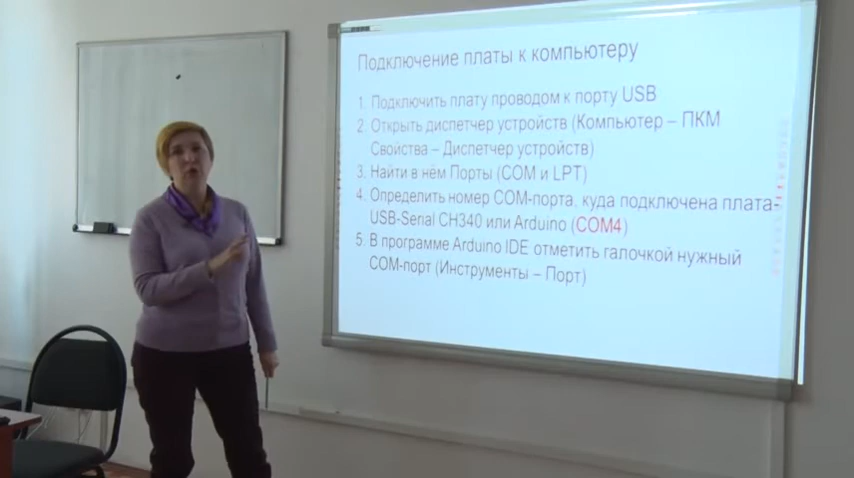 Подключение платы к компьютеру
1. Подключить плату проводом к порту USB
2. Открыть диспетчер устройств (Компьютер – ПКМ
Свойства – Диспетчер устройств)
3. Найти в нём Порты (COM и LPT)
4. Определить номер COM-порта, куда подключена плата
USB-Serial CH340 или Arduino (COM4)
5. В программе Arduino IDE отметить галочкой нужный
COM-порт (Инструменты – Порт)